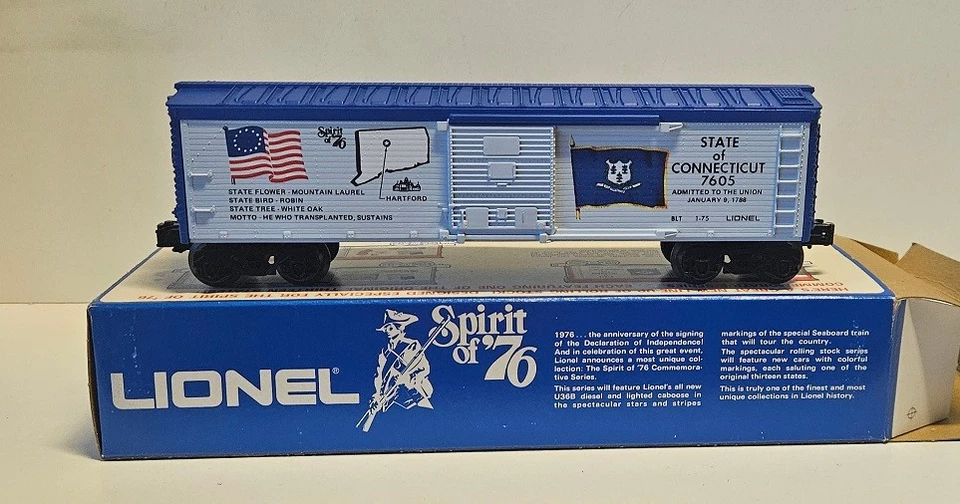 Spirit
of '76
STATE FLOWER - MOUNTAIN LAUREL
STATE BIRD - ROBIN
STATE TREE - WHITE OAK
MOTTO - HE WHO TRANSPLANTED, SUSTAINS
HARTFORD
STATE
of
CONNECTICUT
7605
ADMITTED TO THE UNION
JANUARY 9, 1788
BLT 1-75 LIONEL
LIONEL®
Spirit
of '76
1976 . . . the anniversary of the signing
of the Declaration of Independence!
And in celebration of this great event,
Lionel announces a most unique col-
lection: The Spirit of '76 Commemora-
tive Series.
This series will feature Lionel's all new
U36B diesel and lighted caboose in
the spectacular stars and stripes
markings of the special Seaboard train
that will tour the country.
The spectacular rolling stock series
will feature new cars with colorful
markings, each saluting one of the
original thirteen states.
This is truly one of the finest and most
unique collections in Lionel history.